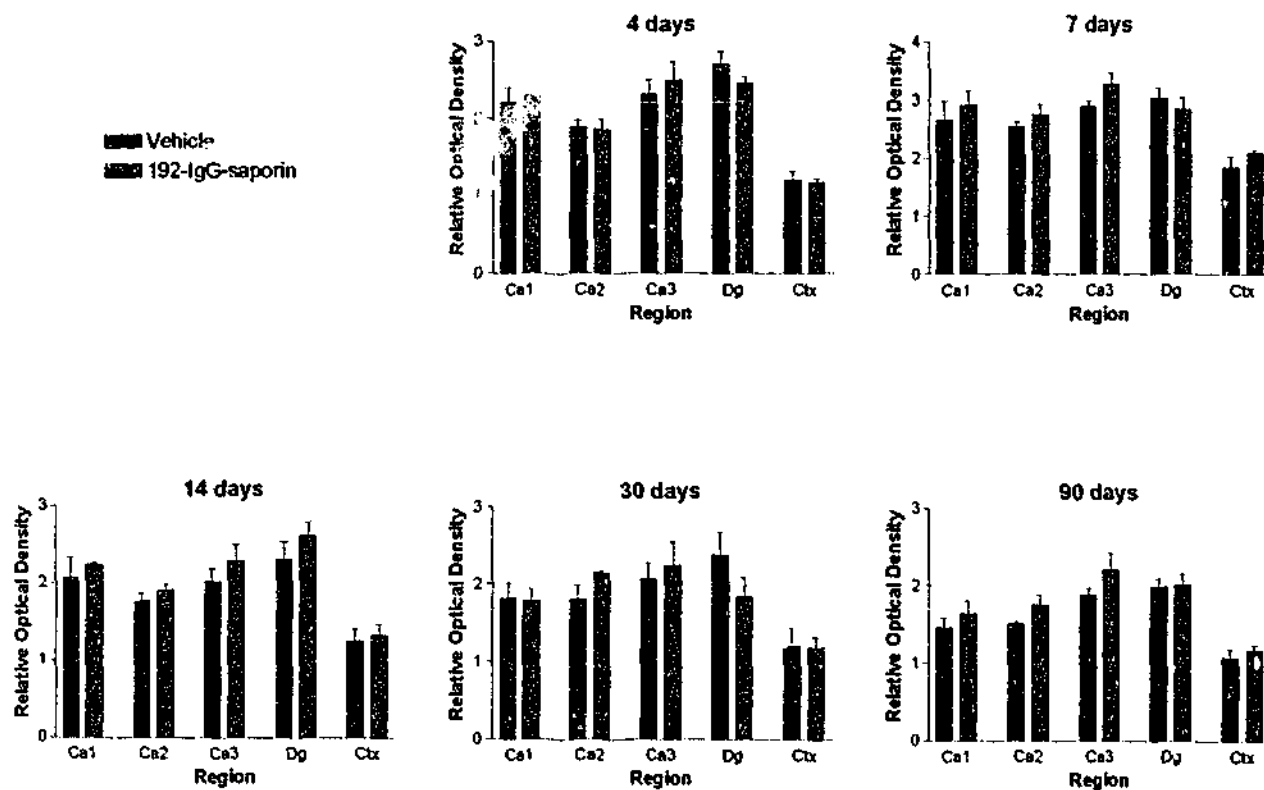 4 days
3
0
Relative Optical Density
Ca1 Ca2 Ca3 Dg Ctx
Region
7 days
4
3
2
1
0
Relative Optical Density
Ca1 Ca2 Ca3 Dg Ctx
Region
Vehicle
192-IgG-saporin
14 days
3
2
1
0
Relative Optical Density
Ca1 Ca2 Ca3 Dg Ctx
Region
30 days
3
2
1
0
Relative Optical Density
Ca1 Ca2 Ca3 Dg Ctx
Region
90 days
3
2
1
0
Relative Optical Density
Ca1 Ca2 Ca3 Dg Ctx
Region